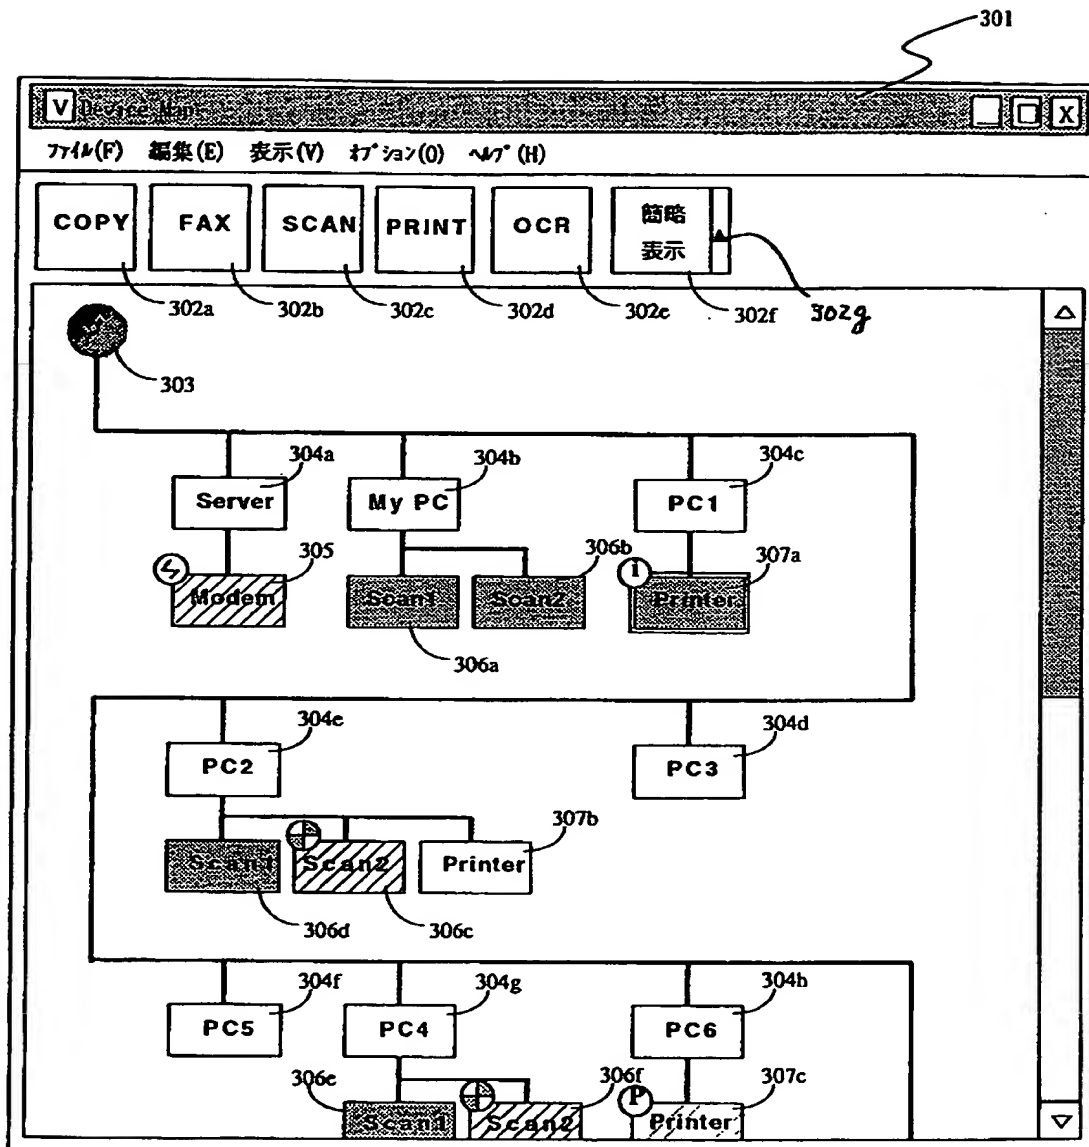 301
V Device Map X
ファイル(F) 編集(E) 表示(V) オプション(O) ヘルプ(H)
COPY FAX SCAN PRINT OCR 簡略
表示
302a 302b 302c 302d 302e 302f 302g
303
304a 304b 304c
Server My PC PC1
305 306b i 307a
Modem Scan1 Scan2 Printer
306a
304e 304d
PC2 PC3
307b
Scan1 Scan2 Printer
306d 306c
304f 304g 304h
PC5 PC4 PC6
306e 306f P 307c
Scan1 Scan2 Printer